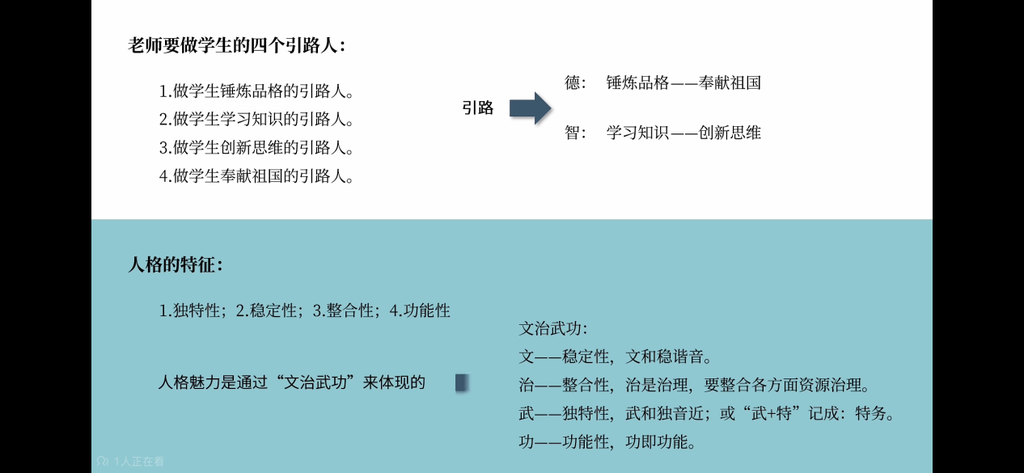 老师要做学生的四个引路人：
1.做学生锤炼品格的引路人。
2.做学生学习知识的引路人。
3.做学生创新思维的引路人。
4.做学生奉献祖国的引路人。
引路
德： 锤炼品格——奉献祖国
智： 学习知识——创新思维
人格的特征：
1.独特性；2.稳定性；3.整合性；4.功能性
人格魅力是通过“文治武功”来体现的
文治武功：
文——稳定性，文和稳谐音。
治——整合性，治是治理，要整合各方面资源治理。
武——独特性，武和独音近；或“武+特”记成：特务。
功——功能性，功即功能。
1人正在看